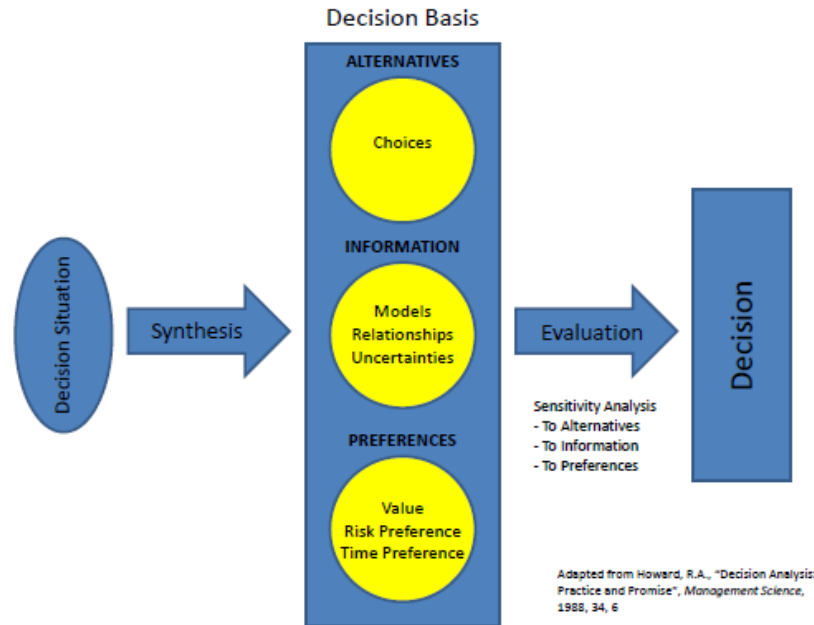 Decision Basis
ALTERNATIVES
Choices
INFORMATION
Models
Relationships
Uncertainties
PREFERENCES
Value
Risk Preference
Time Preference
Decision Situation
Synthesis
Evaluation
Sensitivity Analysis
- To Alternatives
- To Information
- To Preferences
Decision
Adapted from Howard, R.A., "Decision Analysis:
Practice and Promise", Management Science,
1988, 34, 6